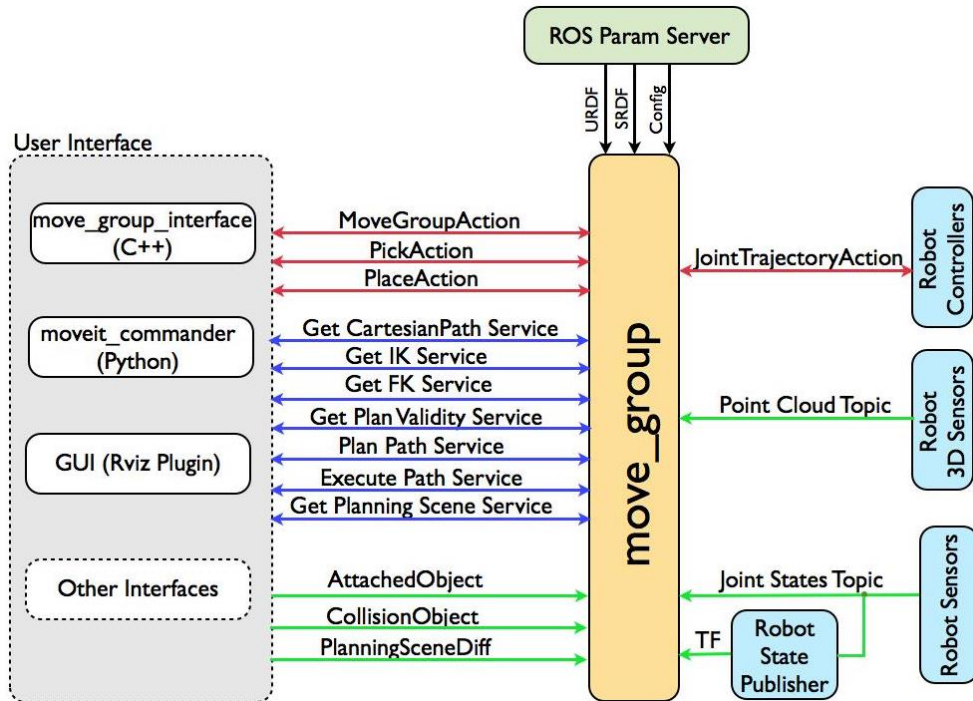 ROS Param Server
URDF
SRDF
Config
User Interface
move_group_interface
(C++)
moveit_commander
(Python)
GUI (Rviz Plugin)
Other Interfaces
MoveGroupAction
PickAction
PlaceAction
Get CartesianPath Service
Get IK Service
Get FK Service
Get Plan Validity Service
Plan Path Service
Execute Path Service
Get Planning Scene Service
AttachedObject
CollisionObject
PlanningSceneDiff
move_group
JointTrajectoryAction
Robot
Controllers
Point Cloud Topic
Robot
3D Sensors
Joint States Topic
Robot Sensors
TF
Robot
State
Publisher